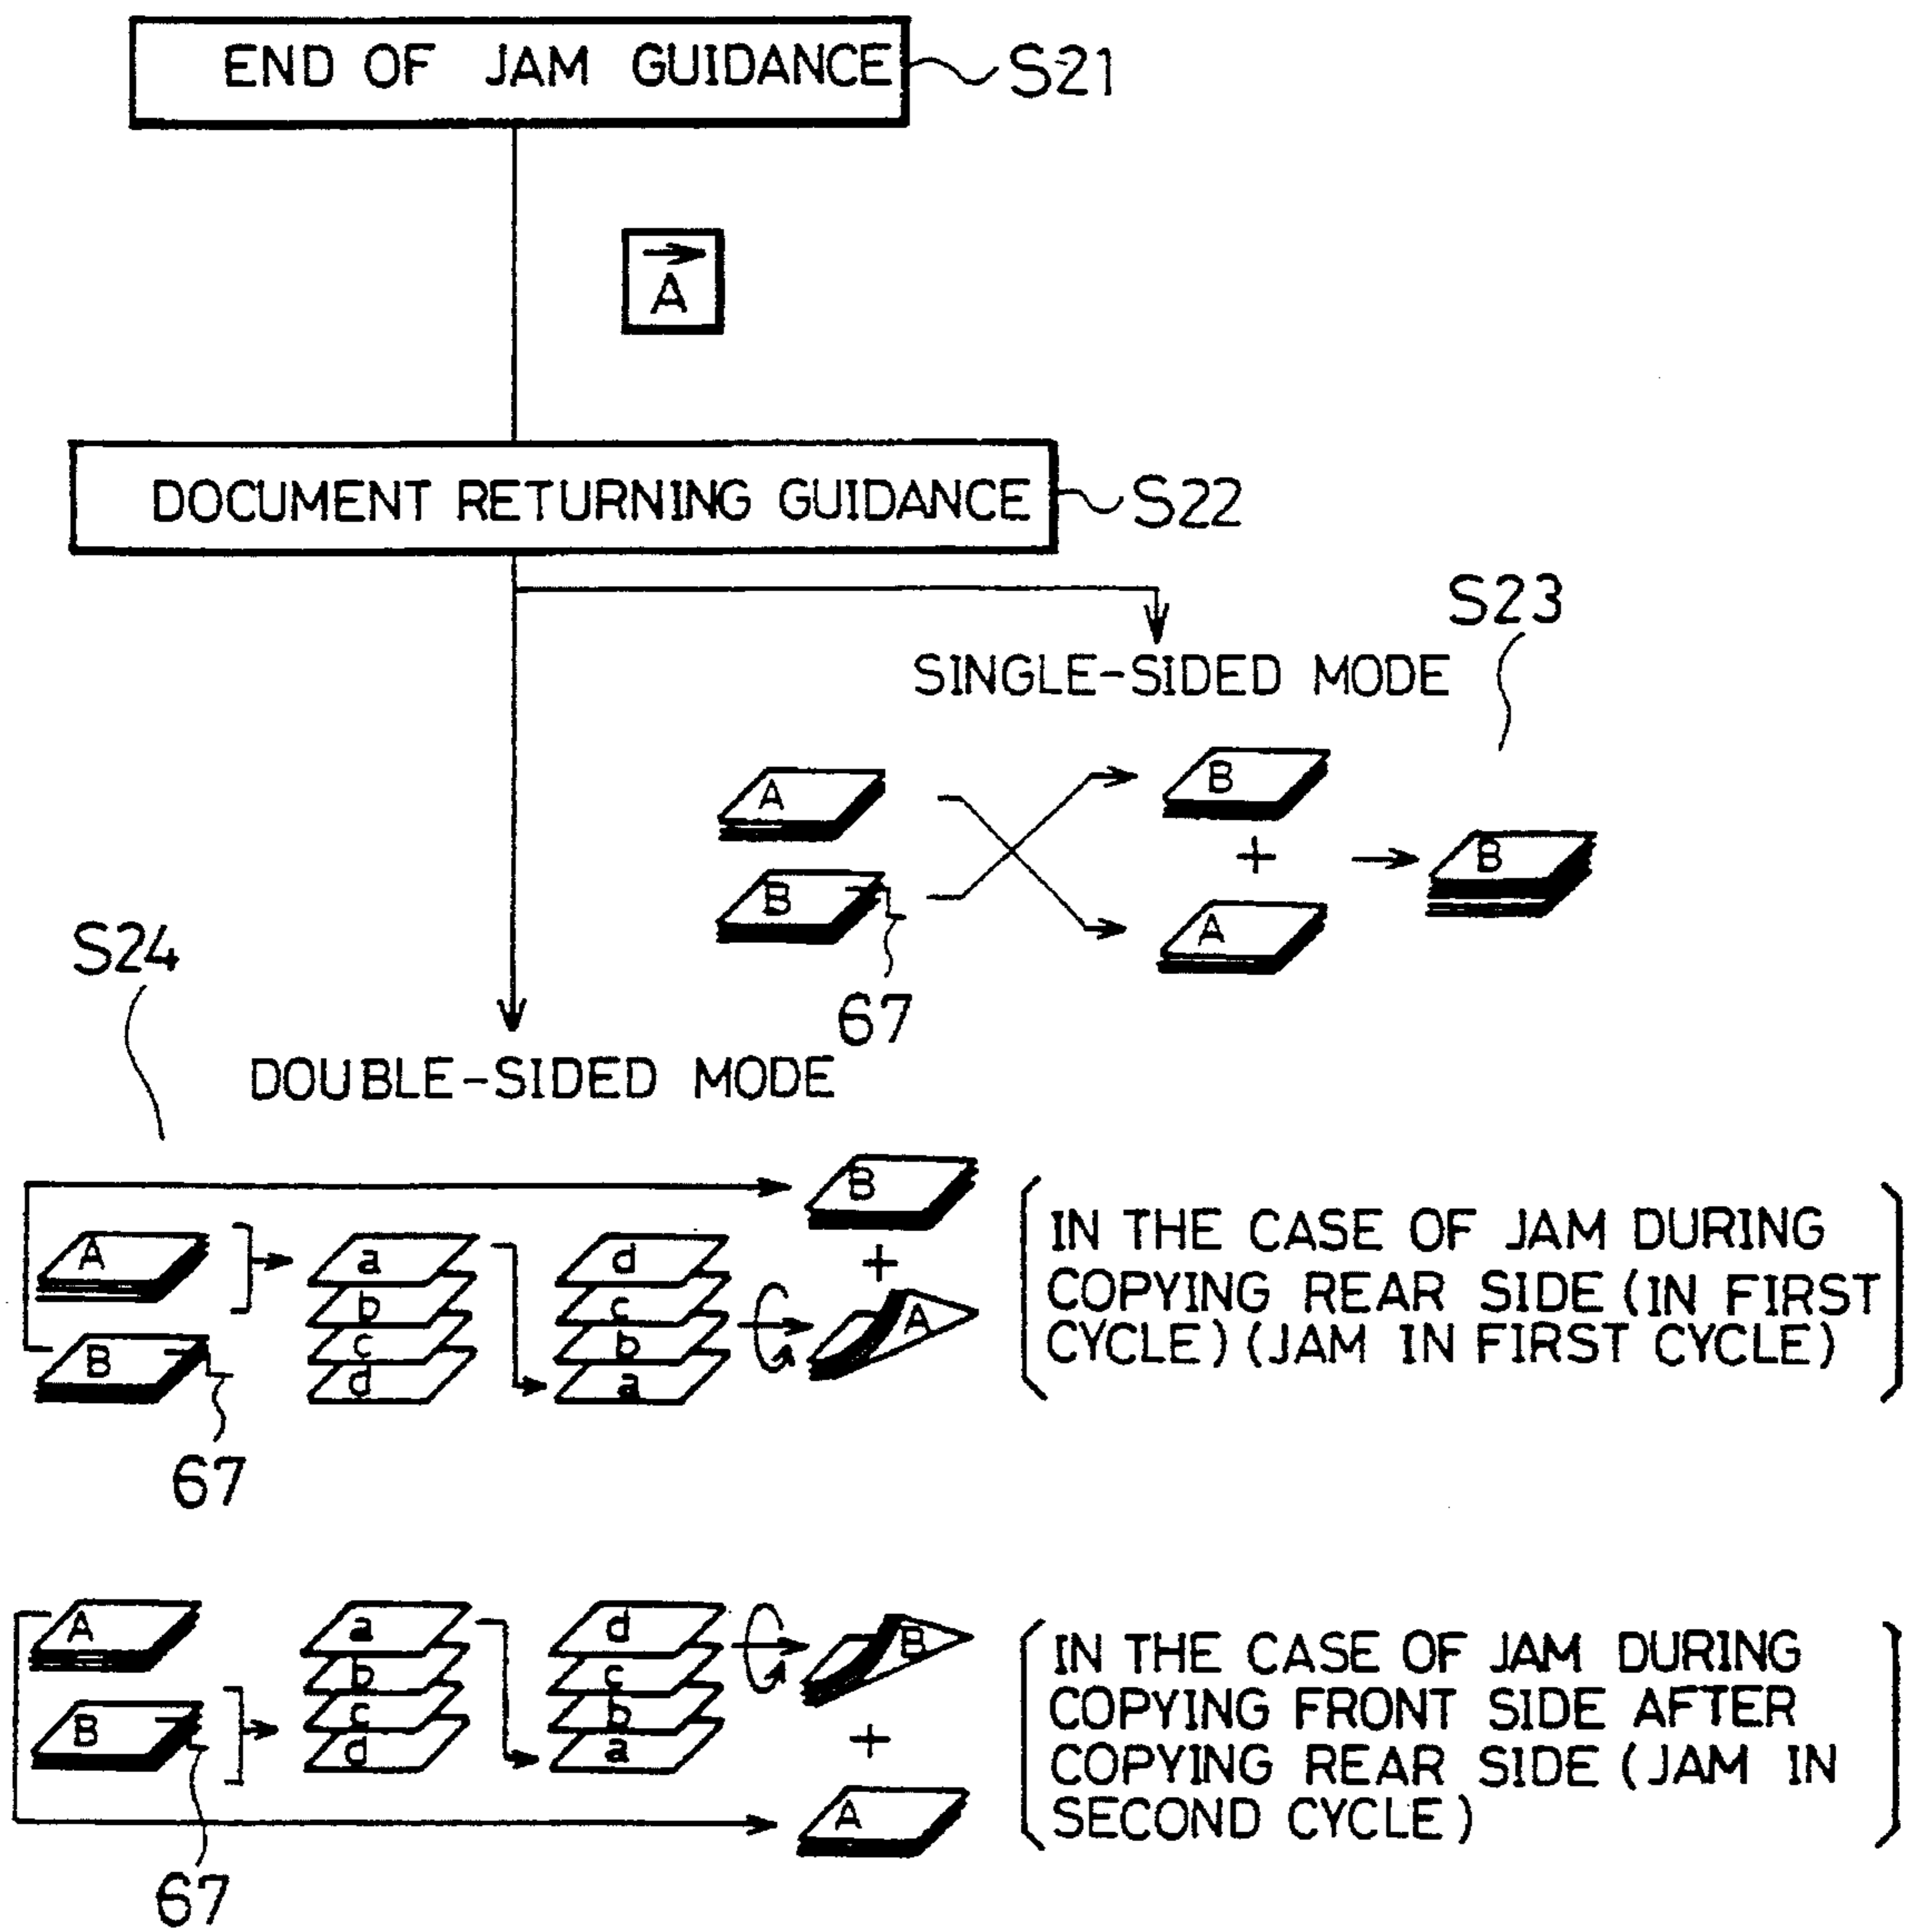 END OF JAM GUIDANCE
S21
A
DOCUMENT RETURNING GUIDANCE
S22
S23
SINGLE-SIDED MODE
A
B
B
+
A
B
67
S24
DOUBLE-SIDED MODE
B
+
A
A
B
a
b
c
d
d
c
b
a
67
(IN THE CASE OF JAM DURING
COPYING REAR SIDE (IN FIRST
CYCLE) (JAM IN FIRST CYCLE))
A
B
a
b
c
d
d
c
b
a
B
+
A
67
(IN THE CASE OF JAM DURING
COPYING FRONT SIDE AFTER
COPYING REAR SIDE (JAM IN
SECOND CYCLE))